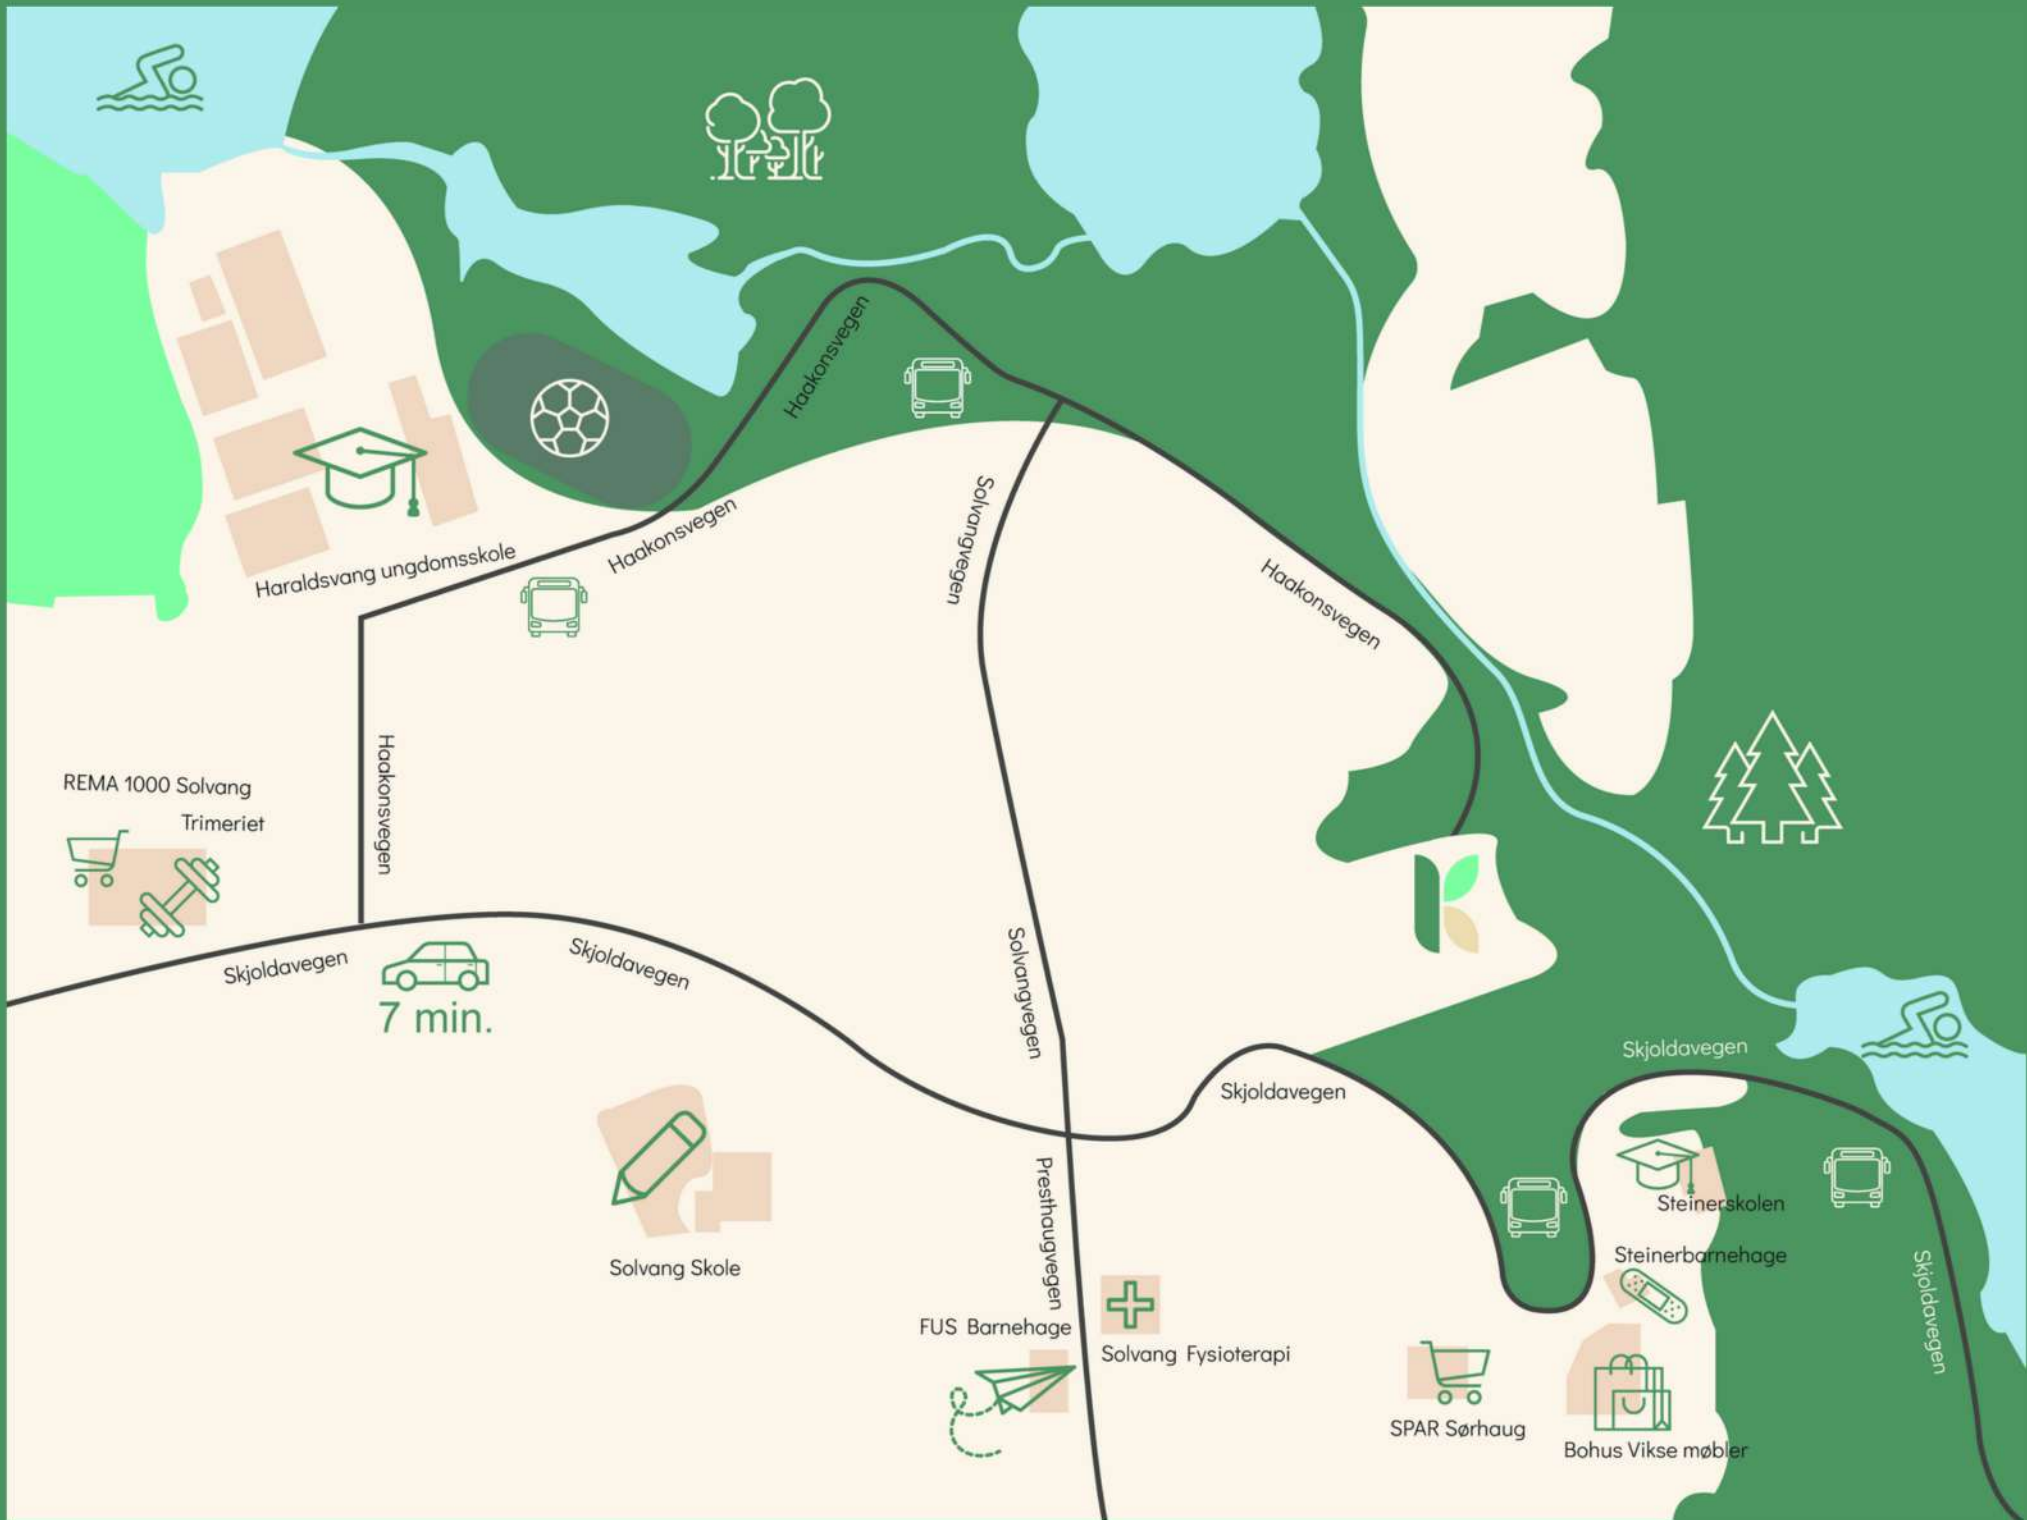 Haakonsvegen
Solvangvegen
Haakonsvegen
Haraldsvang ungdomsskole
Haakonsvegen
Haakonsvegen
REMA 1000 Solvang
Trimeriet
Skjoldavegen
7 min.
Skjoldavegen
Solvangvegen
Skjoldavegen
Skjoldavegen
Solvang Skole
Presthaugvegen
Steinerskolen
Steinerbarnehage
Skjoldavegen
FUS Barnehage
Solvang Fysioterapi
SPAR Sørhaug
Bohus Vikse møbler
Haakonsvegen